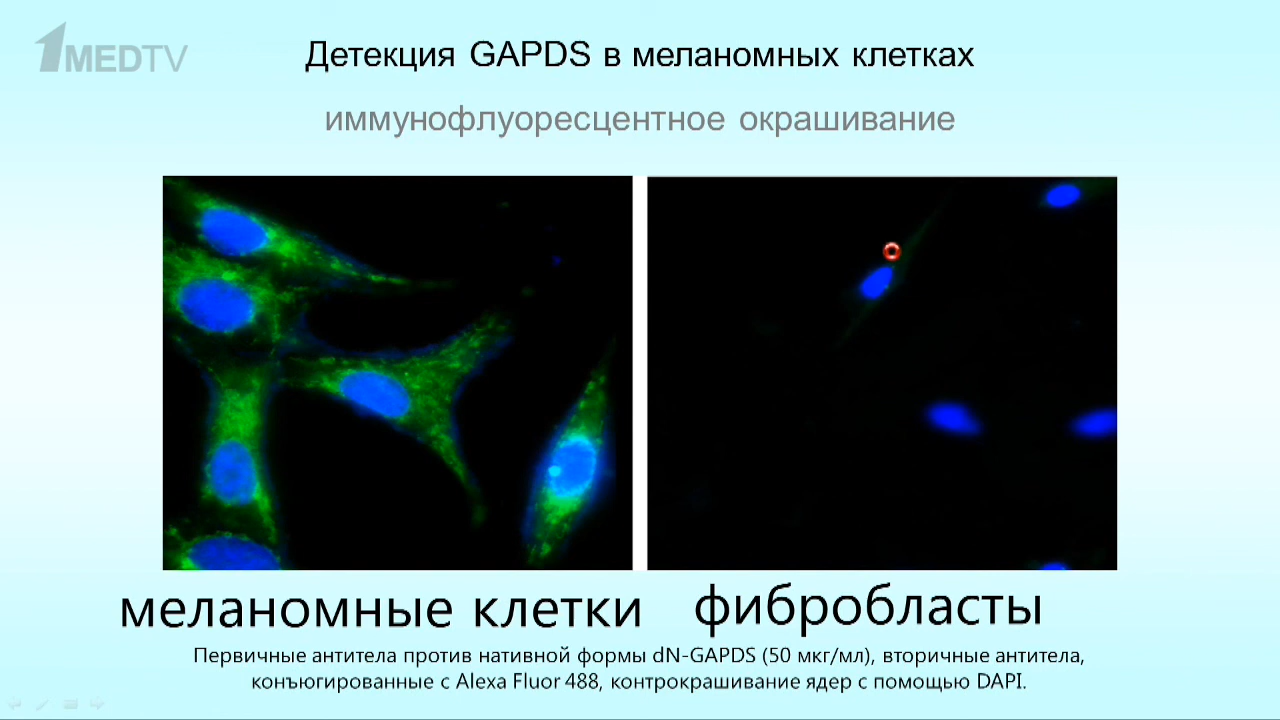 1MEDTV
Детекция GAPDS в меланомных клетках
иммунофлуоресцентное окрашивание
меланомные клетки фибробласты
Первичные антитела против нативной формы dN-GAPDS (50 мкг/мл), вторичные антитела,
конъюгированные с Alexa Fluor 488, контрокрашивание ядер с помощью DAPI.